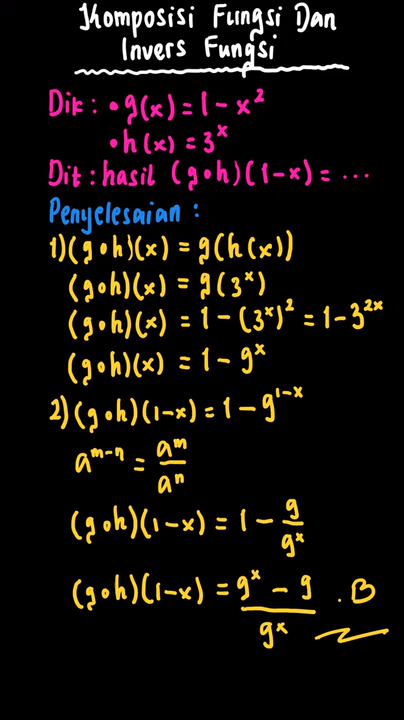 Komposisi Fungsi Dan
Invers Fungsi
Dik : • g(x) = 1 - x²
• h(x) = 3ˣ
Dit : hasil (g∘h)(1-x) = ...
Penyelesaian :
1) (g∘h)(x) = g(h(x))
(g∘h)(x) = g(3ˣ)
(g∘h)(x) = 1 - (3ˣ)² = 1 - 3²ˣ
(g∘h)(x) = 1 - 9ˣ
2) (g∘h)(1-x) = 1 - 9¹⁻ˣ
aᵐ⁻ⁿ = aᵐ/aⁿ
(g∘h)(1-x) = 1 - 9/9ˣ
(g∘h)(1-x) = (9ˣ - 9)/9ˣ . B